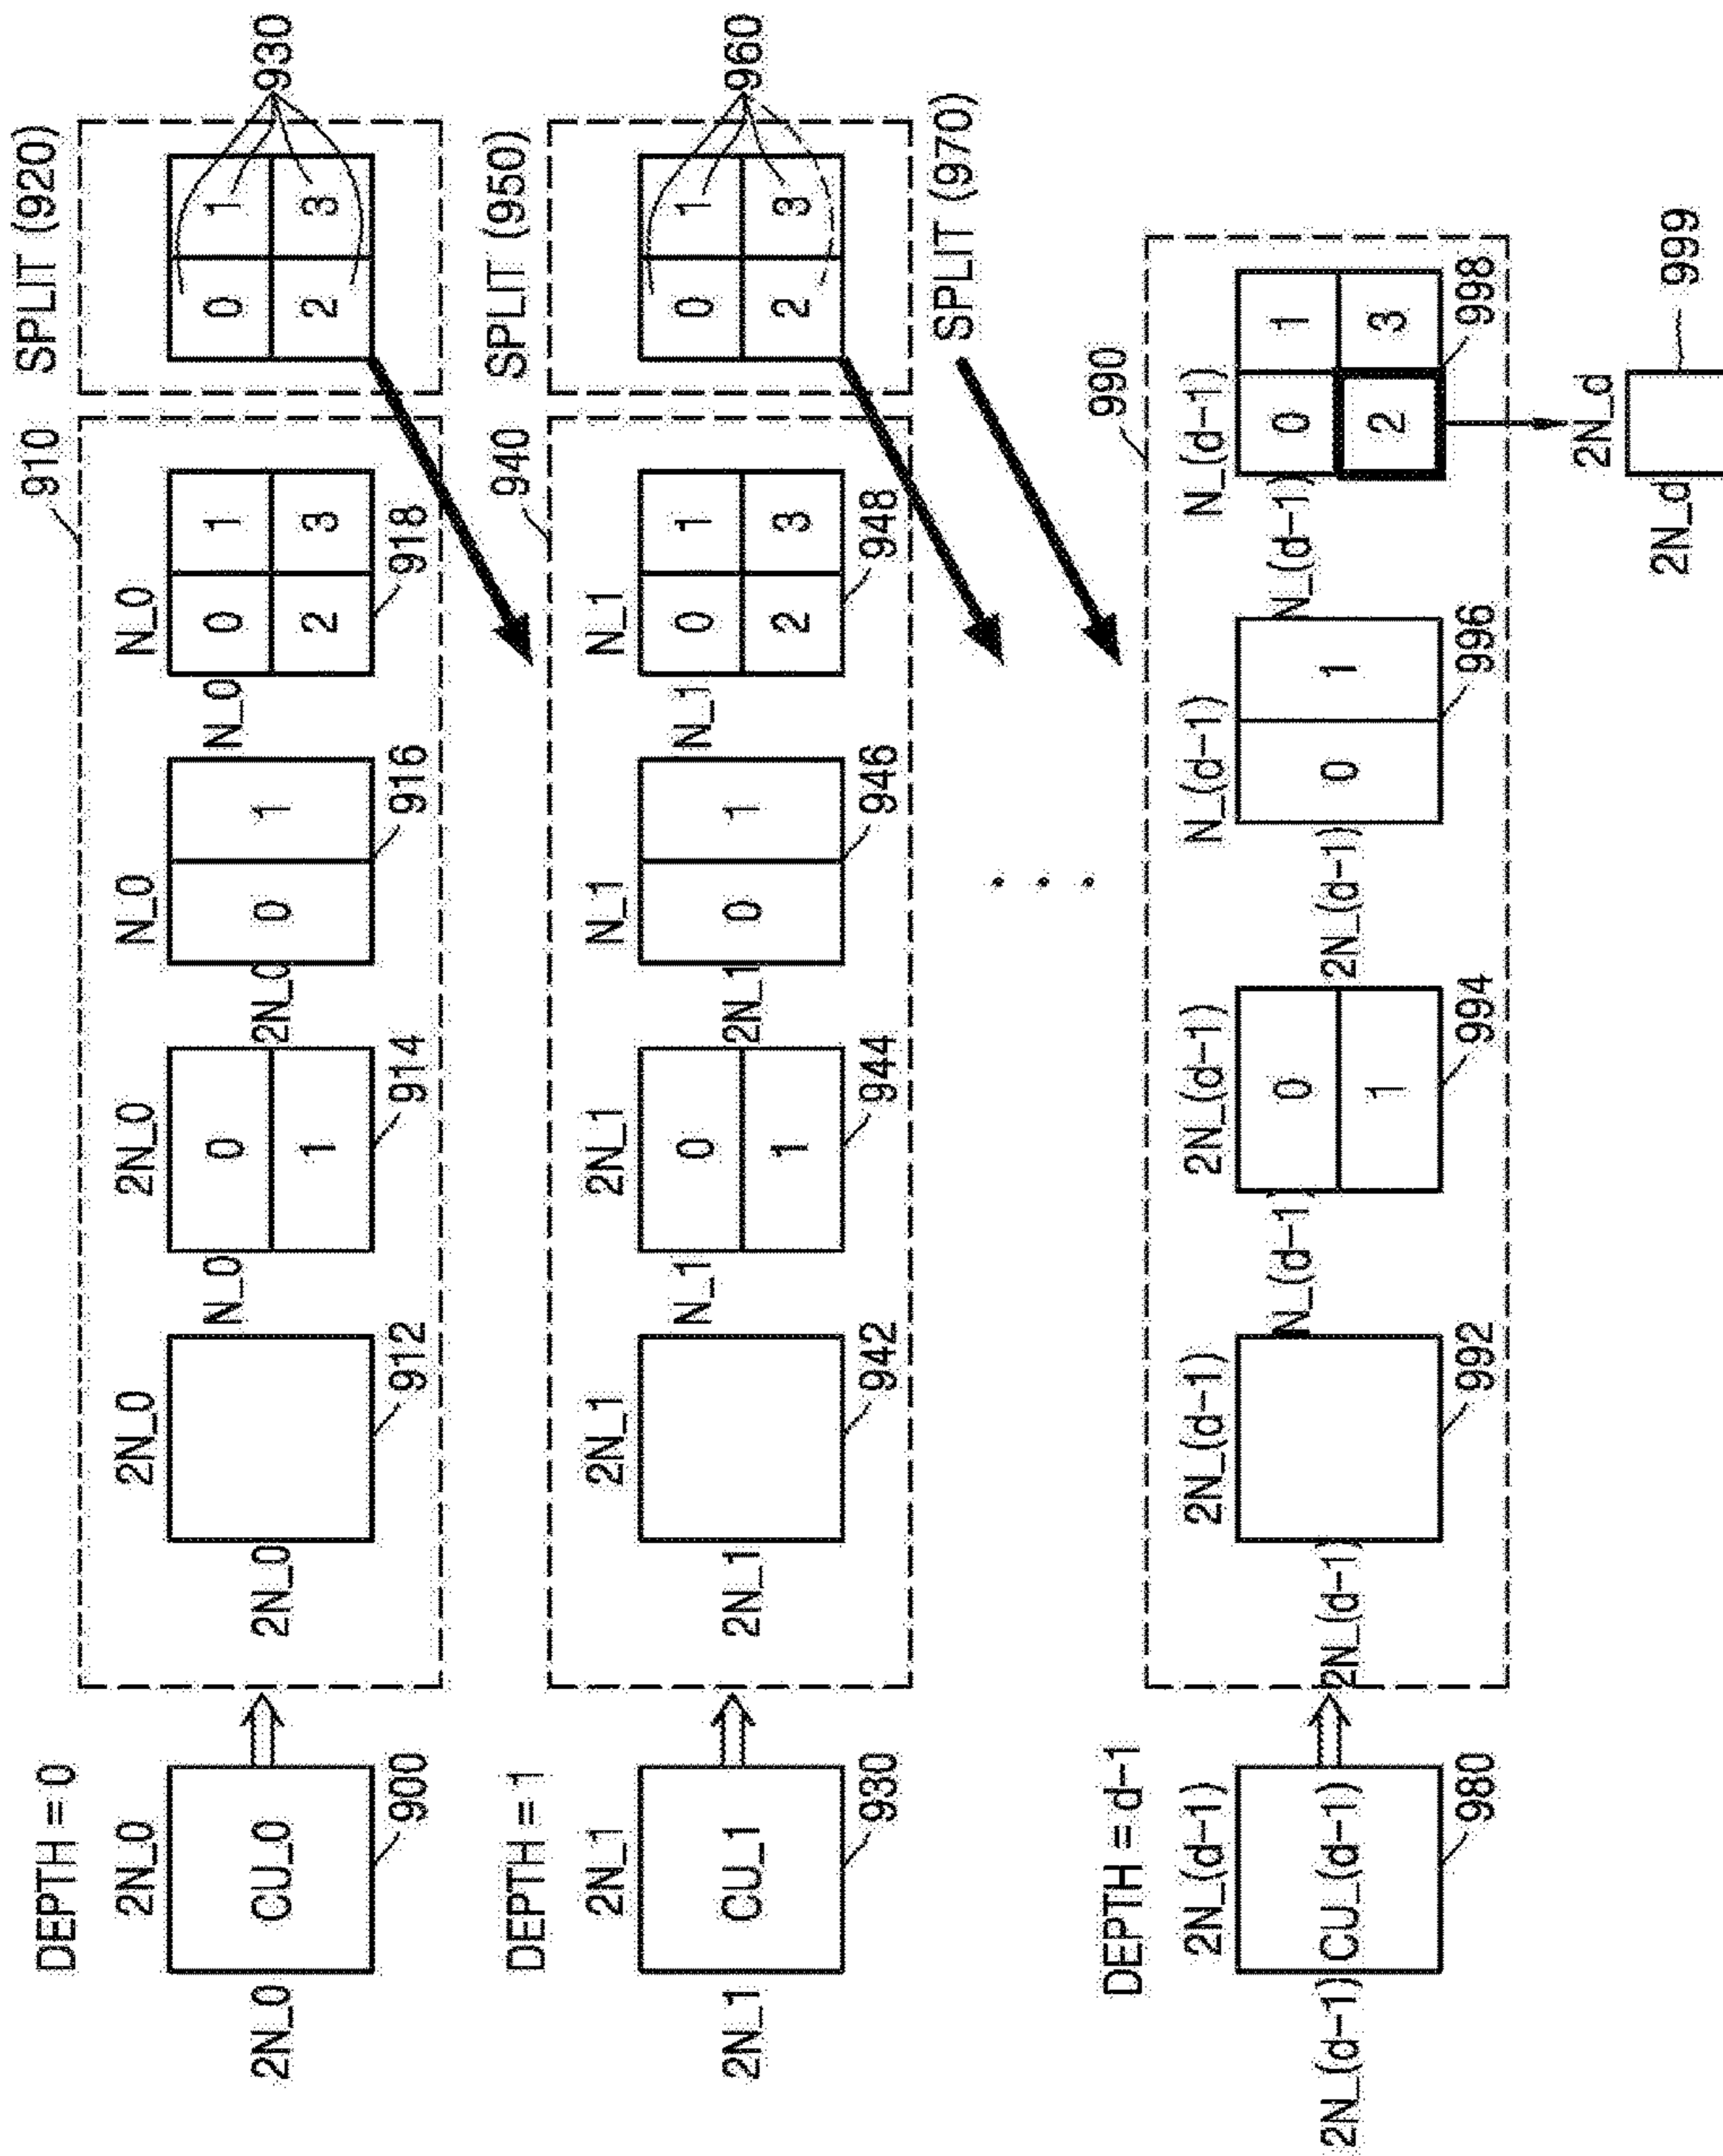 DEPTH = 0
2N_0
2N_0
CU_0
900
910
2N_0
2N_0
912
2N_0
N_0
0
1
914
N_0
2N_0
0
1
916
N_0
N_0
0
1
2
3
918
SPLIT (920)
0
1
2
3
930
DEPTH = 1
2N_1
2N_1
CU_1
930
940
2N_1
2N_1
942
2N_1
N_1
0
1
944
N_1
2N_1
0
1
946
N_1
N_1
0
1
2
3
948
SPLIT (950)
0
1
2
3
960
SPLIT (970)
DEPTH = d-1
2N_(d-1)
2N_(d-1)
CU_(d-1)
980
990
2N_(d-1)
2N_(d-1)
992
2N_(d-1)
N_(d-1)
0
1
994
N_(d-1)
2N_(d-1)
0
1
996
N_(d-1)
N_(d-1)
0
1
2
3
998
2N_d
2N_d
999